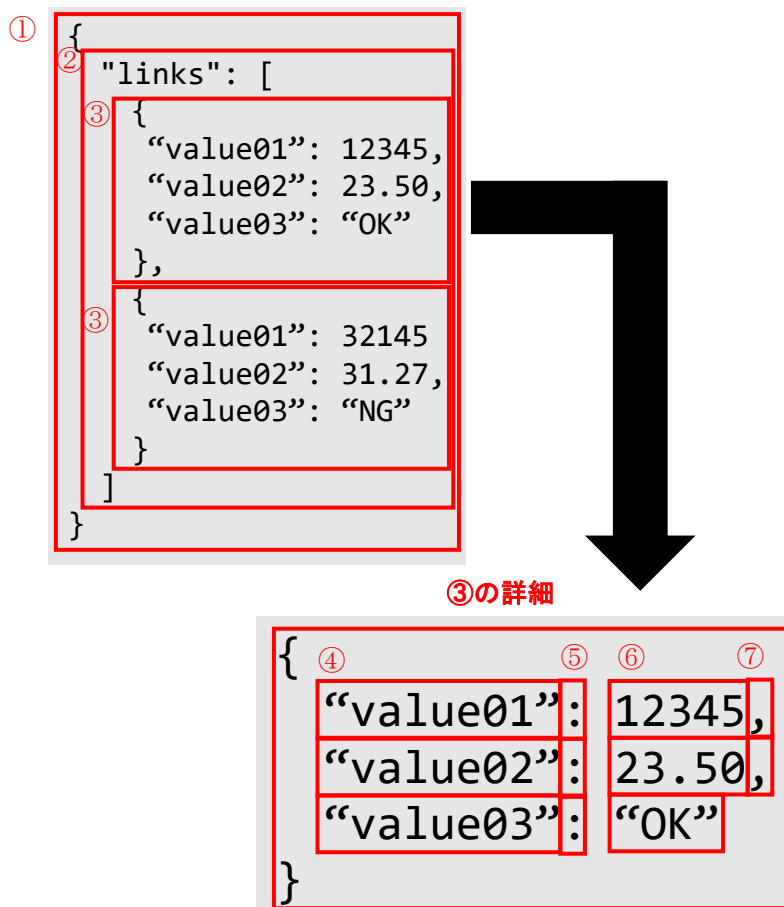 ① {
② "links": [
③ {
“value01”: 12345,
“value02”: 23.50,
“value03”: “OK”
},
③ {
“value01”: 32145
“value02”: 31.27,
“value03”: “NG”
}
]
}
③の詳細
{ ④ ⑤ ⑥ ⑦
“value01”: 12345,
“value02”: 23.50,
“value03”: “OK”
}